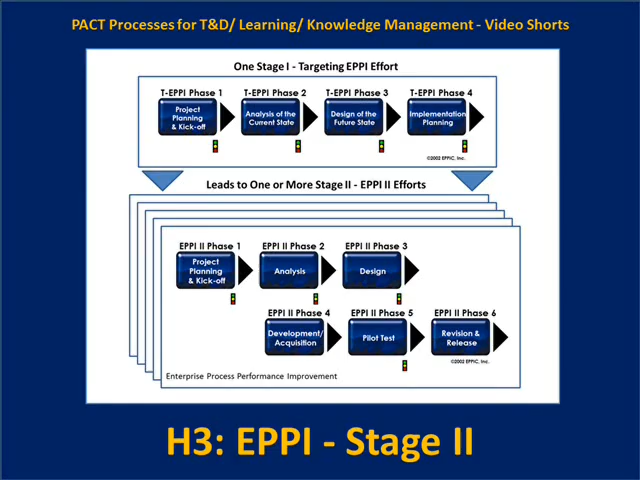 PACT Processes for T&D/ Learning/ Knowledge Management - Video Shorts
One Stage I - Targeting EPPI Effort
T-EPPI Phase 1
Project
Planning
& Kick-off
T-EPPI Phase 2
Analysis of the
Current State
T-EPPI Phase 3
Design of the
Future State
T-EPPI Phase 4
Implementation
Planning
©2002 EPPIC, Inc.
Leads to One or More Stage II - EPPI II Efforts
EPPI II Phase 1
Project
Planning
& Kick-off
EPPI II Phase 2
Analysis
EPPI II Phase 3
Design
EPPI II Phase 4
Development/
Acquisition
EPPI II Phase 5
Pilot Test
EPPI II Phase 6
Revision &
Release
©2002 EPPIC, Inc.
Enterprise Process Performance Improvement
H3: EPPI - Stage II